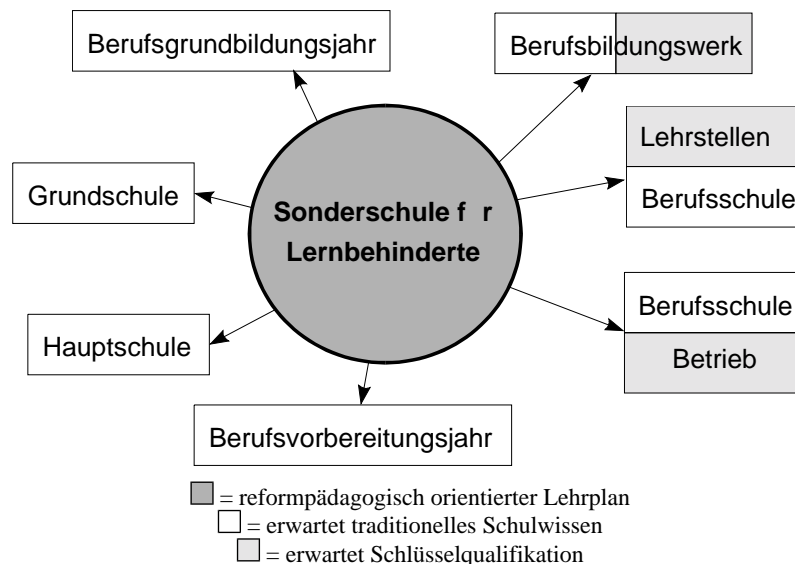 Berufsgrundbildungsjahr
Berufsbildungswerk
Lehrstellen
Berufsschule
Grundschule
Sonderschule f r
Lernbehinderte
Berufsschule
Betrieb
Hauptschule
Berufsvorbereitungsjahr
= reformpädagogisch orientierter Lehrplan
= erwartet traditionelles Schulwissen
= erwartet Schlüsselqualifikation